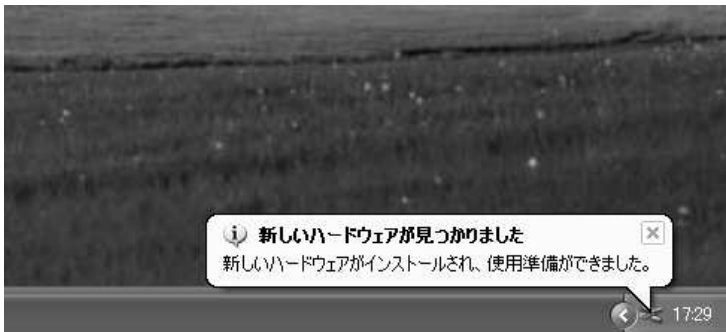 新しいハードウェアが見つかりました
新しいハードウェアがインストールされ、使用準備ができました。
17:29